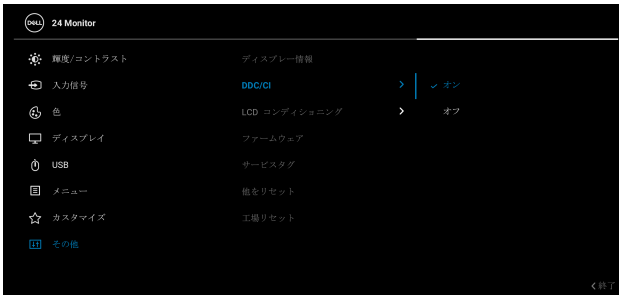 DELL 24 Monitor
輝度/コントラスト ディスプレー情報
入力信号 DDC/CI オン
色 LCD コンディショニング オフ
ディスプレイ ファームウェア
USB サービスタグ
メニュー 他をリセット
カスタマイズ 工場リセット
その他
終了